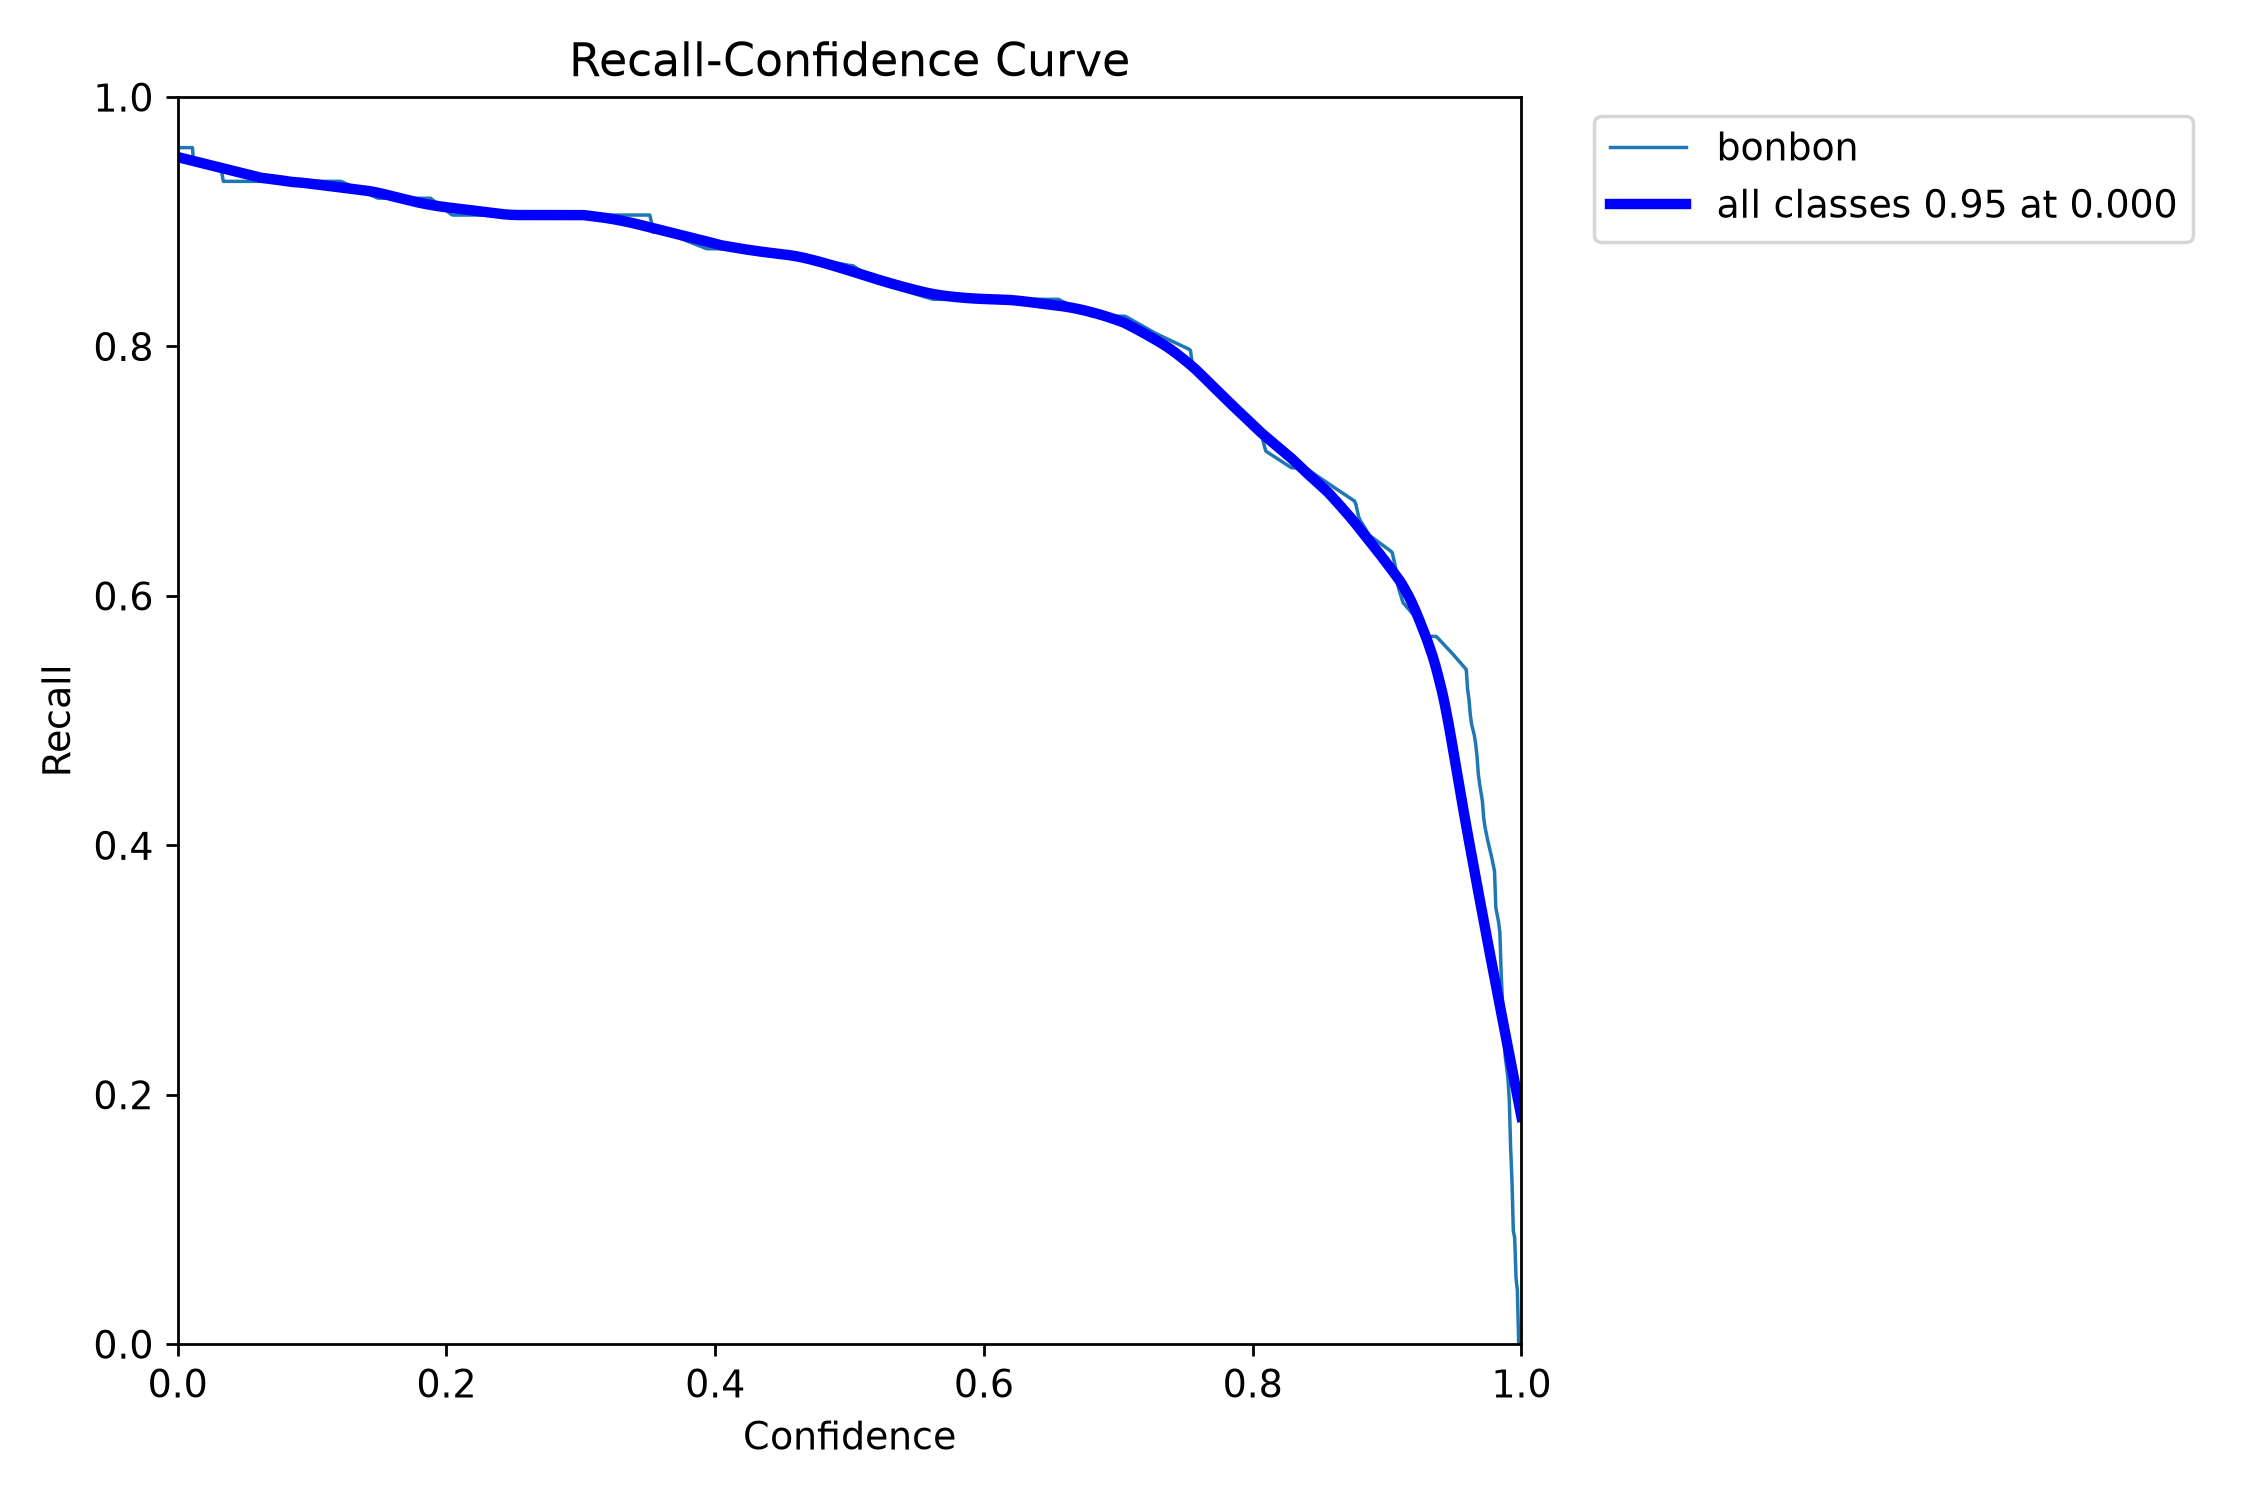 Recall-Confidence Curve
1.0
0.8
0.6
0.4
0.2
0.0
Recall
0.0 0.2 0.4 0.6 0.8 1.0
Confidence
bonbon
all classes 0.95 at 0.000